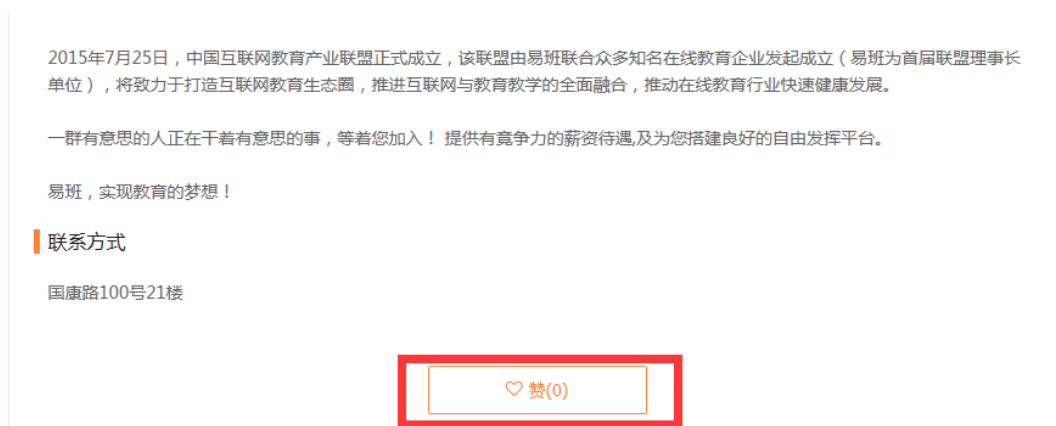 2015年7月25日，中国互联网教育产业联盟正式成立，该联盟由易班联合众多知名在线教育企业发起成立（易班为首届联盟理事长
单位），将致力于打造互联网教育生态圈，推进互联网与教育教学的全面融合，推动在线教育行业快速健康发展。
一群有意思的人正在干着有意思的事，等着您加入！ 提供有竟争力的薪资待遇,及为您搭建良好的自由发挥平台。
易班，实现教育的梦想！
联系方式
国康路100号21楼
♡ 赞(0)